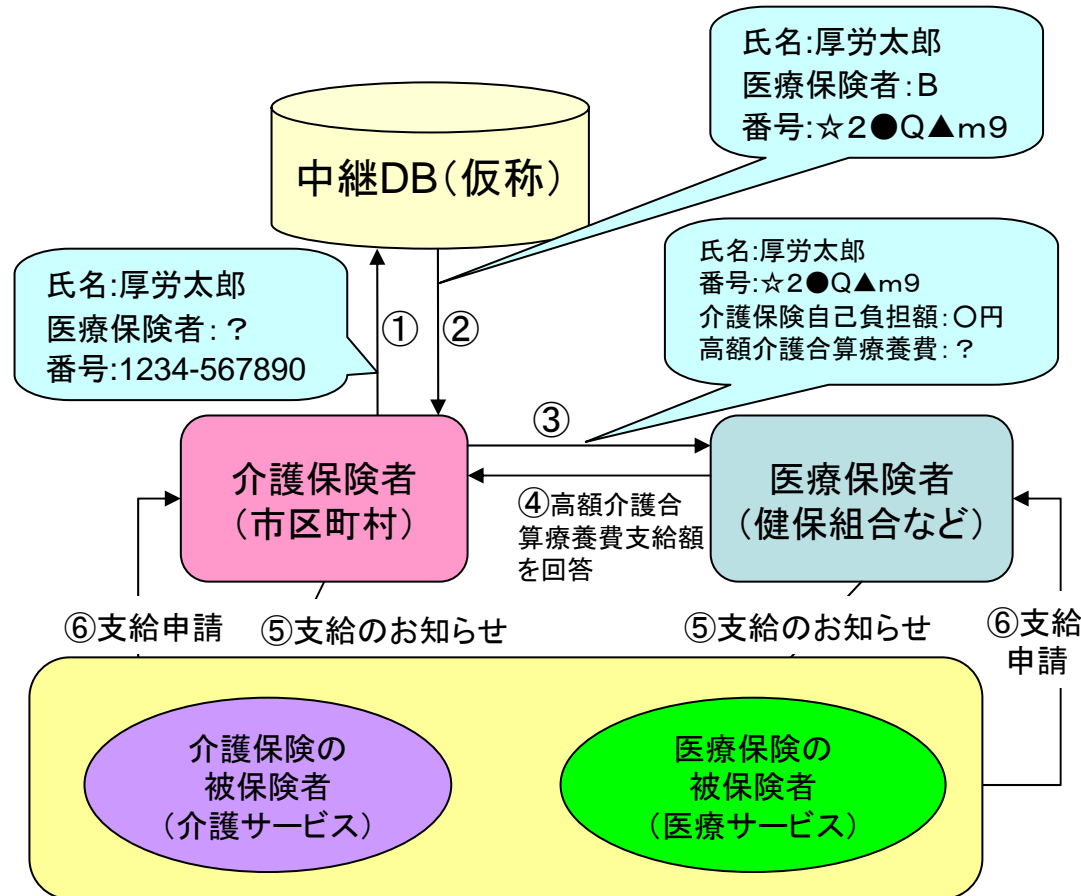 氏名:厚労太郎
医療保険者:B
番号:☆2●Q▲m9
中継DB(仮称)
氏名:厚労太郎
医療保険者:?
番号:1234-567890
①
②
氏名:厚労太郎
番号:☆2●Q▲m9
介護保険自己負担額:〇円
高額介護合算療養費:?
③
介護保険者
(市区町村)
④高額介護合
算療養費支給額
を回答
医療保険者
(健保組合など)
⑥支給申請
⑤支給のお知らせ
⑤支給のお知らせ
⑥支給
申請
介護保険の
被保険者
(介護サービス)
医療保険の
被保険者
(医療サービス)